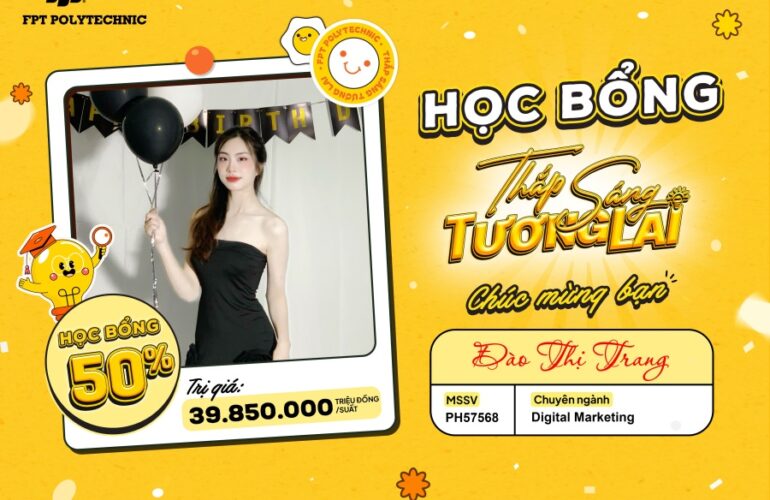 FPT POLYTECHNIC
FPT POLYTECHNIC • THẮP SÁNG TƯƠNG LAI •
HỌC BỔNG
Thắp Sáng
TƯƠNG LAI
Chúc mừng bạn
Đào Thị Trang
MSSV
Chuyên ngành
PH57568
Digital Marketing
HỌC BỔNG
50%
Trị giá:
39.850.000 TRIỆU ĐỒNG
/SUẤT